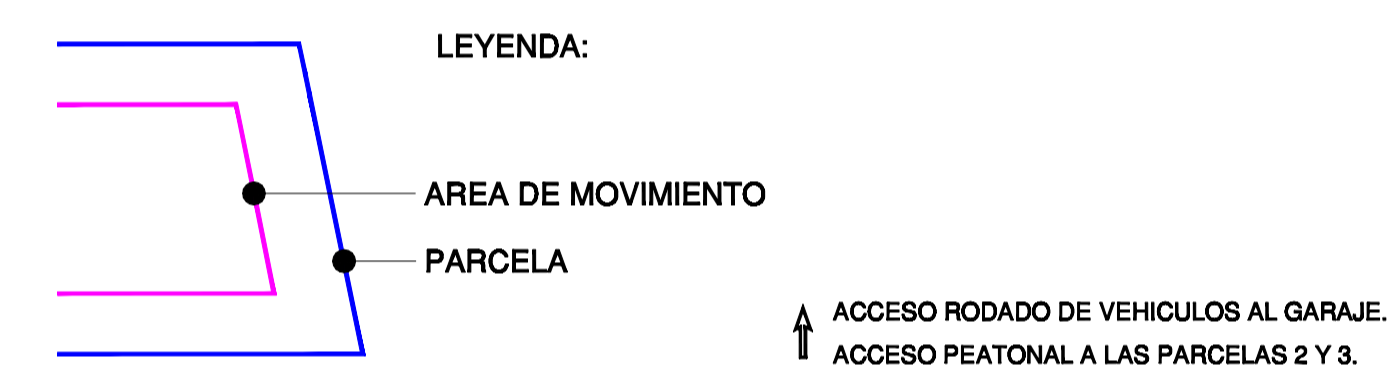 LEYENDA:
AREA DE MOVIMIENTO
PARCELA
ACCESO RODADO DE VEHICULOS AL GARAJE.
ACCESO PEATONAL A LAS PARCELAS 2 Y 3.